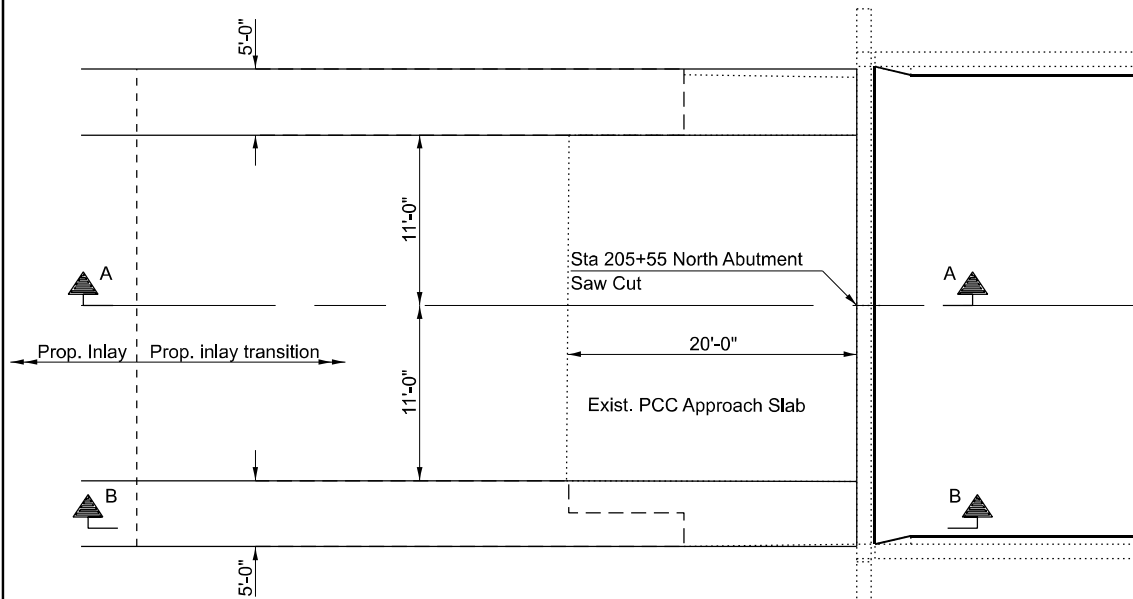 5'-0"
11'-0"
Sta 205+55 North Abutment
Saw Cut
A
A
Prop. Inlay
Prop. inlay transition
20'-0"
11'-0"
Exist. PCC Approach Slab
B
B
5'-0"